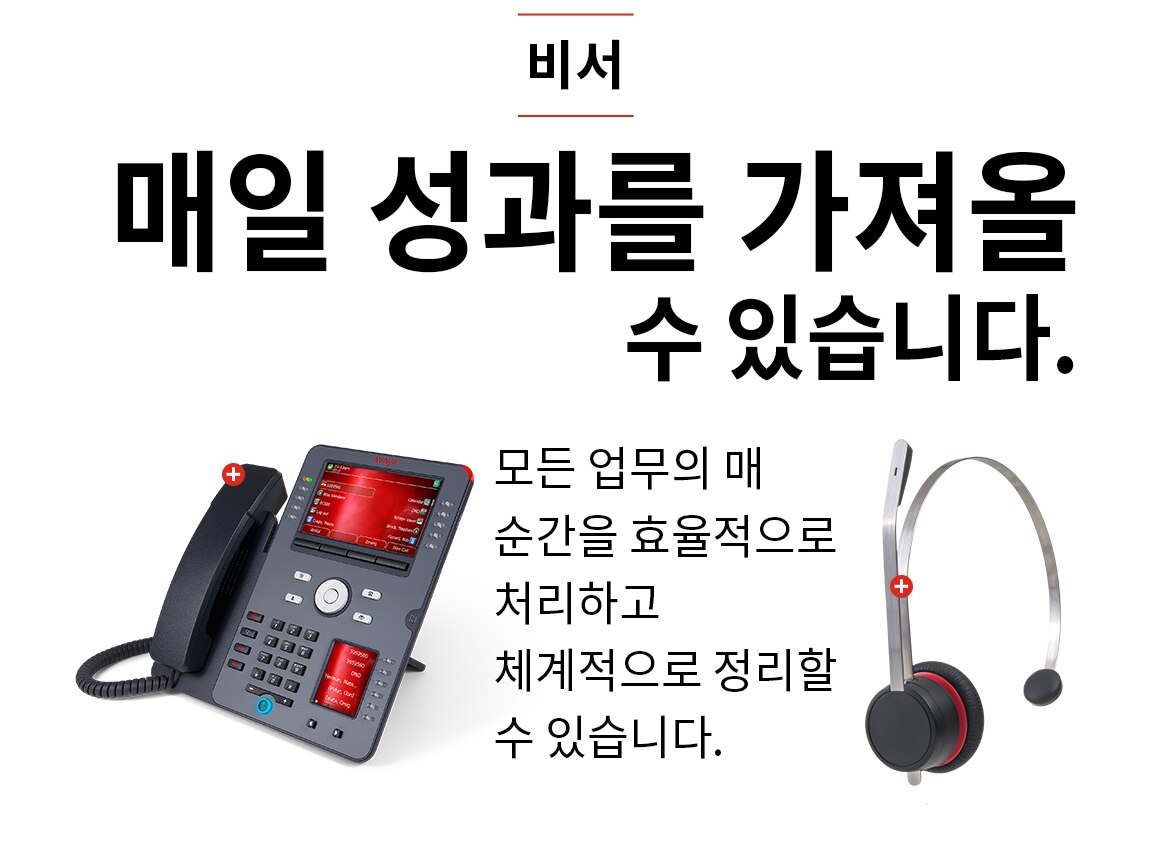 비서
매일 성과를 가져올
수 있습니다.
모든 업무의 매
순간을 효율적으로
처리하고
체계적으로 정리할
수 있습니다.
AVAYA